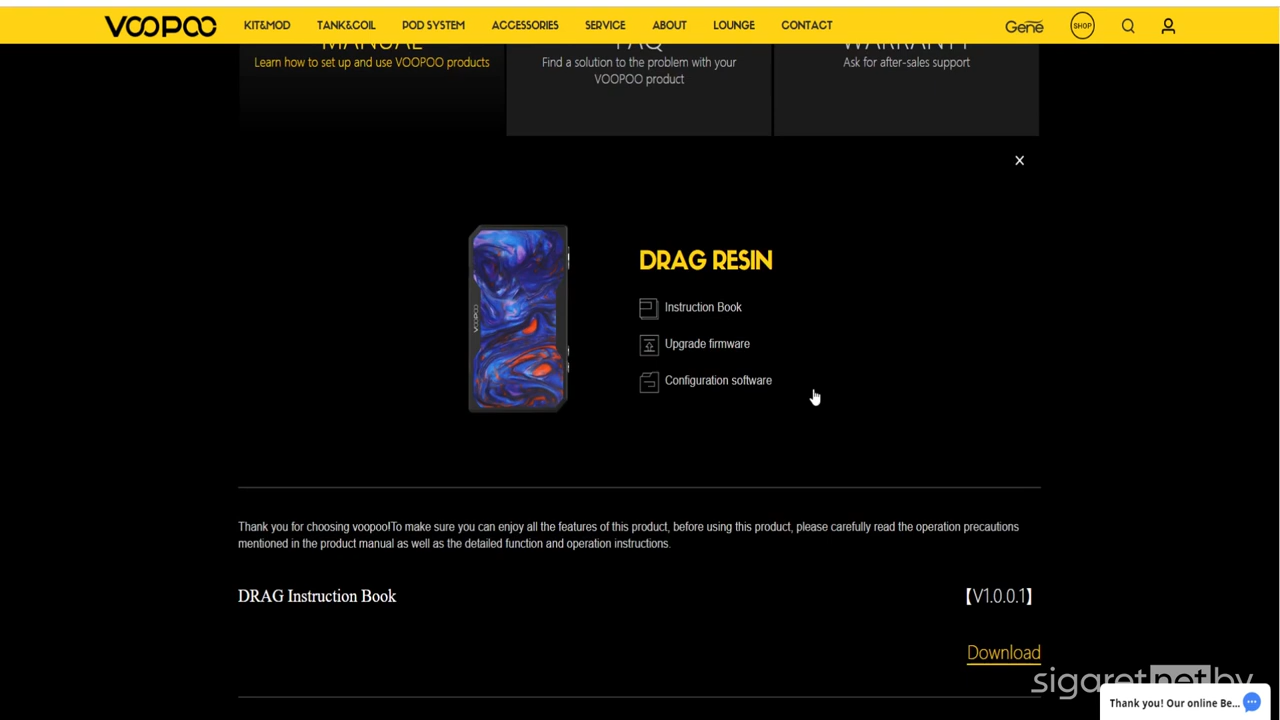 VOOPOO KIT&MOD TANK&COIL POD SYSTEM ACCESSORIES SERVICE ABOUT LOUNGE CONTACT Gene SHOP
MANUAL FAQ WARRANTY
Learn how to set up and use VOOPOO products
Find a solution to the problem with your
VOOPOO product
Ask for after-sales support
VOOPOO
DRAG RESIN
Instruction Book
Upgrade firmware
Configuration software
Thank you for choosing voopoo!To make sure you can enjoy all the features of this product, before using this product, please carefully read the operation precautions
mentioned in the product manual as well as the detailed function and operation instructions.
DRAG Instruction Book 【V1.0.0.1】
Download
sigaretnet.by
Thank you! Our online Be...